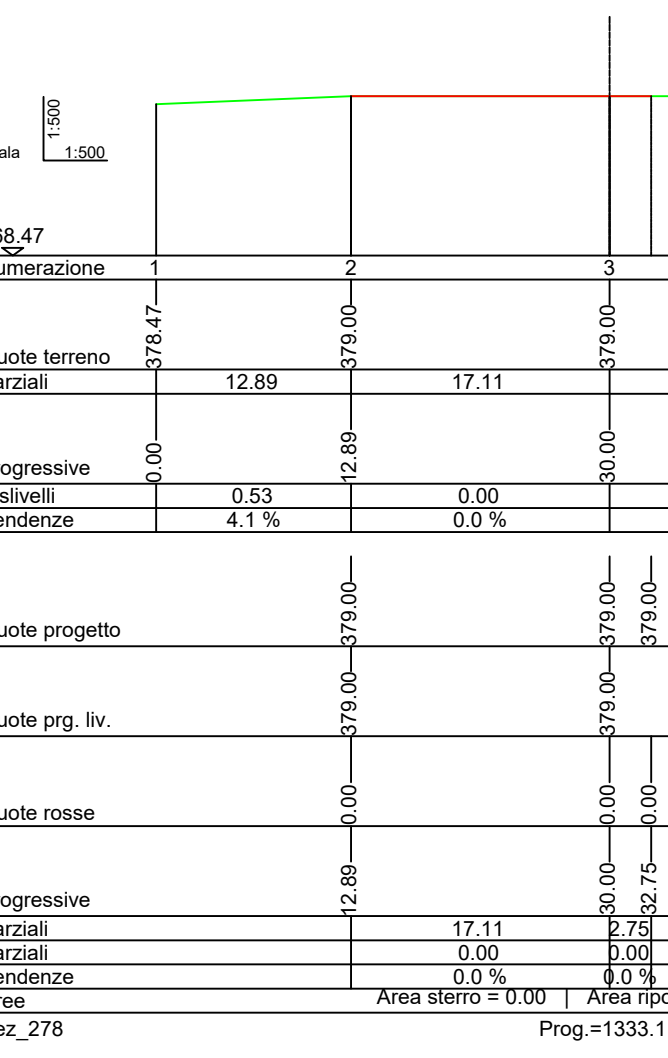 1:500
ala 1:500
68.47
umerazione 1 2 3
uote terreno 378.47 379.00 379.00
arziali 12.89 17.11
rogressive 0.00 12.89 30.00
slivelli 0.53 0.00
endenze 4.1 % 0.0 %
uote progetto 379.00 379.00 379.00
uote prg. liv. 379.00 379.00
uote rosse 0.00 0.00 0.00
rogressive 12.89 30.00 32.75
arziali 17.11 2.75
arziali 0.00 0.00
endenze 0.0 % 0.0 %
ree Area sterro = 0.00 | Area ripo
ez_278 Prog.=1333.1